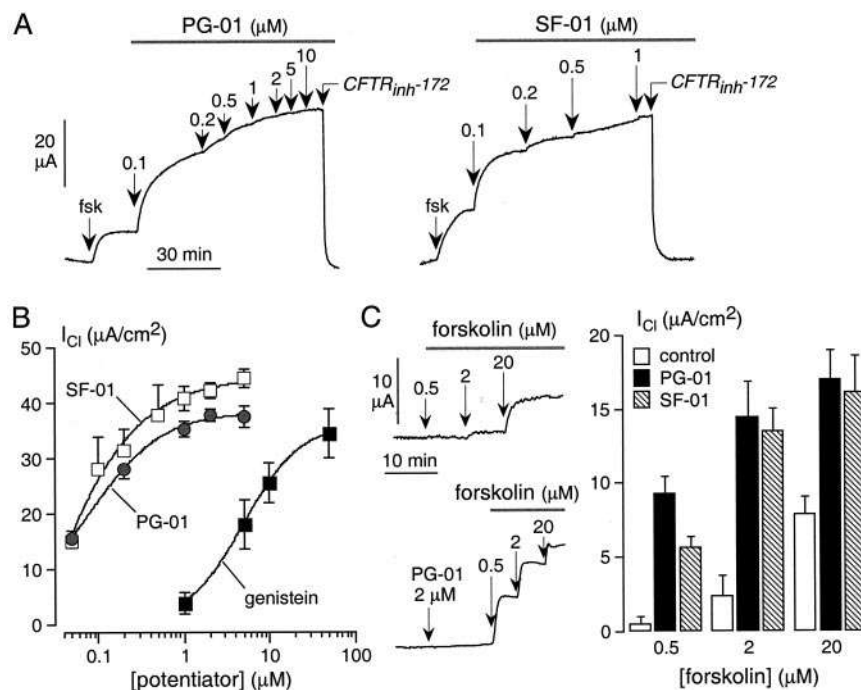 A
PG-01 (μM)
SF-01 (μM)
10
5
2
1
0.5
0.2
0.1
CFTRinh-172
1
0.5
0.2
0.1
CFTRinh-172
20
μA
fsk
fsk
30 min
B
ICl (μA/cm2)
50
40
30
20
10
0
SF-01
PG-01
genistein
0.1
1
10
100
[potentiator] (μM)
C
forskolin (μM)
10
μA
0.5
2
20
10 min
forskolin (μM)
PG-01
2 μM
0.5
2
20
ICl (μA/cm2)
20
15
10
5
0
control
PG-01
SF-01
0.5
2
20
[forskolin] (μM)